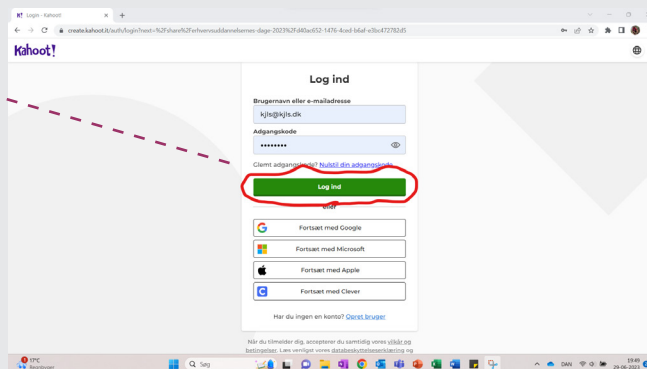 Login - Kahoot!
create.kahoot.it/auth/login?next=%2Fshare%2Ferhvervsuddannelsernes-dage-2023%2Fd40ac652-1476-4ced-b6af-e3bc472782d5
Kahoot!
Log ind
Brugernavn eller e-mailadresse
kjls@kjls.dk
Adgangskode
••••••••
Glemt adgangskode? Nulstil din adgangskode
Log ind
eller
Fortsæt med Google
Fortsæt med Microsoft
Fortsæt med Apple
Fortsæt med Clever
Har du ingen en konto? Opret bruger
Når du tilmelder dig, accepterer du samtidig vores vilkår og
betingelser. Læs venligst vores databeskyttelseserklæring og
17°C
Regnbyger
Søg
DAN
19:49
29-06-2023